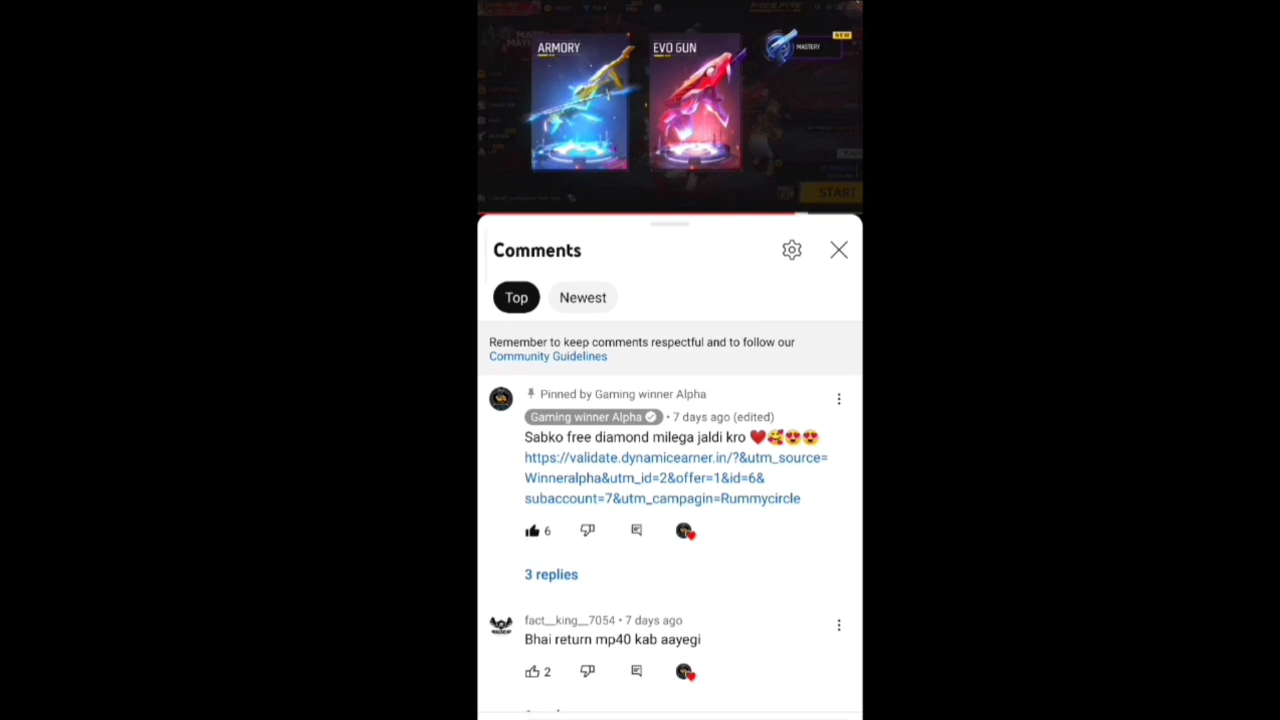 ARMORY
EVO GUN
MASTERY
NEW
FREE FIRE
START
Comments
Top
Newest
Remember to keep comments respectful and to follow our
Community Guidelines
Pinned by Gaming winner Alpha
Gaming winner Alpha • 7 days ago (edited)
Sabko free diamond milega jaldi kro ❤️🥰😍😍
https://validate.dynamicearner.in/?&utm_source=
Winneralpha&utm_id=2&offer=1&id=6&
subaccount=7&utm_campagin=Rummycircle
6
3 replies
fact__king__7054 • 7 days ago
Bhai return mp40 kab aayegi
2